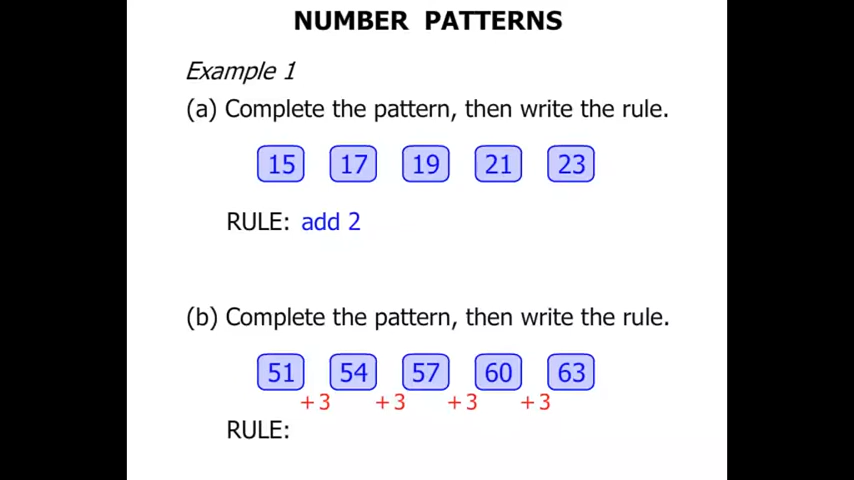 NUMBER PATTERNS
Example 1
(a) Complete the pattern, then write the rule.
15 17 19 21 23
RULE: add 2
(b) Complete the pattern, then write the rule.
51 54 57 60 63
+3 +3 +3 +3
RULE: